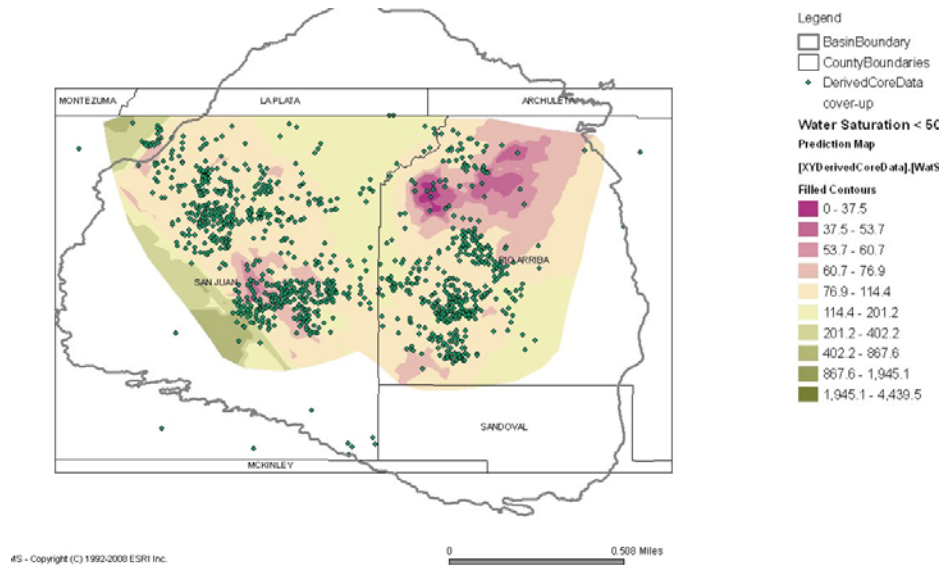 Legend
BasinBoundary
CountyBoundaries
DerivedCoreData
cover-up
Water Saturation < 50
Prediction Map
[XYDerivedCoreData].[WatS
Filled Contours
0 - 37.5
37.5 - 53.7
53.7 - 60.7
60.7 - 76.9
76.9 - 114.4
114.4 - 201.2
201.2 - 402.2
402.2 - 867.6
867.6 - 1,945.1
1,945.1 - 4,439.5
MONTEZUMA
LA PLATA
ARCHULETA
SAN JUAN
RIO ARRIBA
SANDOVAL
MCKINLEY
MS - Copyright (C) 1992-2008 ESRI Inc.
0
0.508 Miles